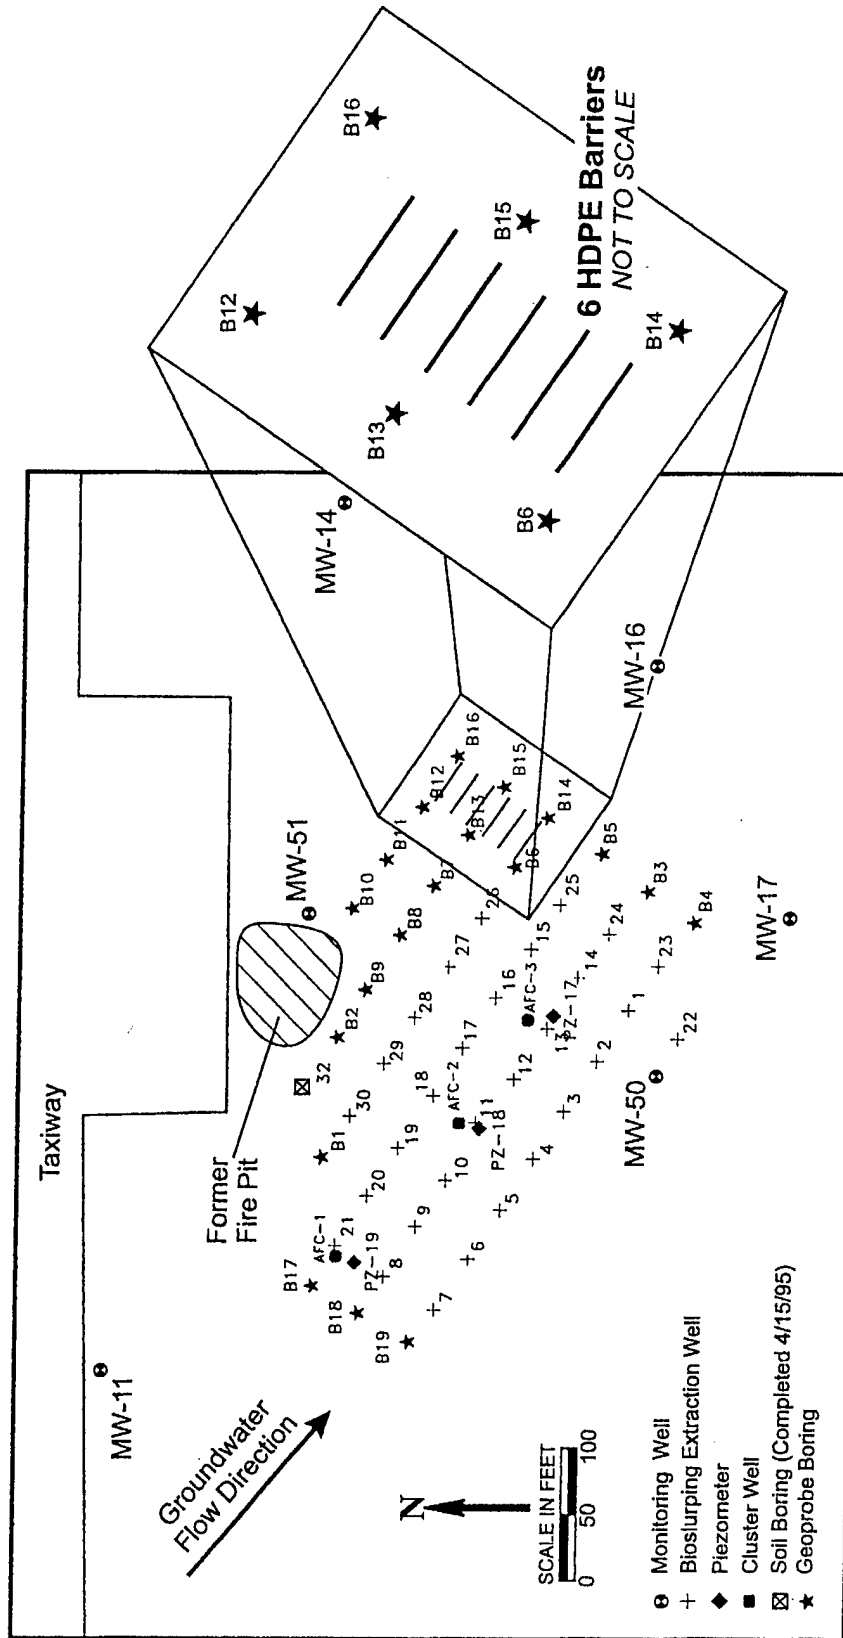 Taxiway
MW-11
Groundwater
Flow Direction
Former
Fire Pit
MW-51
MW-14
MW-16
MW-17
MW-50
B17
B18
B19
AFC-1
PZ-19
21
20
19
18
17
16
15
B1
32
30
29
28
27
26
25
B2
B9
B8
B7
B6
B10
B11
B12
B13
B16
B15
B14
B5
B3
B4
AFC-2
PZ-18
AFC-3
PZ-17
7
8
9
10
11
12
13
14
24
6
5
4
3
2
1
23
22
B12
B16
B13
B15
B6
B14
6 HDPE Barriers
NOT TO SCALE
N
SCALE IN FEET
0 50 100
Monitoring Well
Bioslurping Extraction Well
Piezometer
Cluster Well
Soil Boring (Completed 4/15/95)
Geoprobe Boring